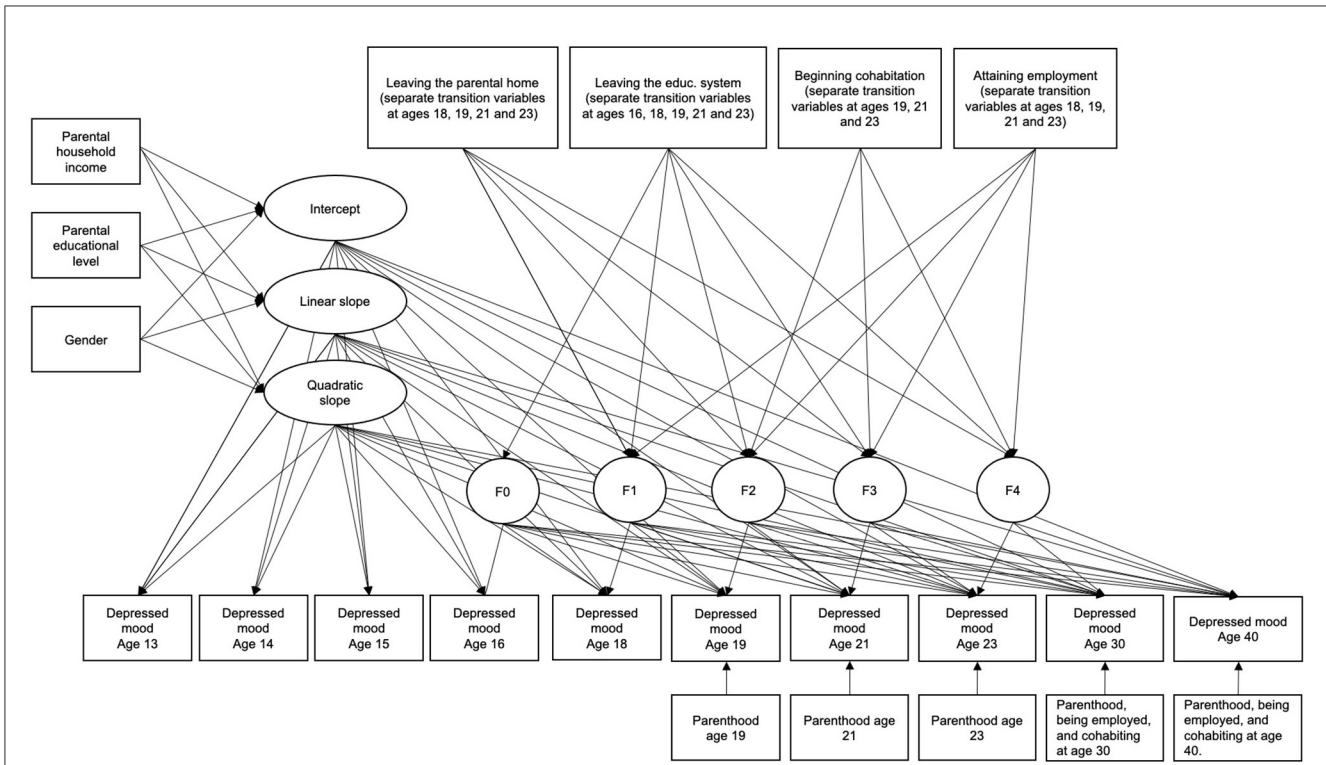 Leaving the parental home
(separate transition variables
at ages 18, 19, 21 and 23)
Leaving the educ. system
(separate transition variables
at ages 16, 18, 19, 21 and 23)
Beginning cohabitation
(separate transition
variables at ages 19, 21
and 23
Attaining employment
(separate transition
variables at ages 18, 19,
21 and 23)
Parental
household
income
Parental
educational
level
Gender
Intercept
Linear slope
Quadratic
slope
F0
F1
F2
F3
F4
Depressed
mood
Age 13
Depressed
mood
Age 14
Depressed
mood
Age 15
Depressed
mood
Age 16
Depressed
mood
Age 18
Depressed
mood
Age 19
Depressed
mood
Age 21
Depressed
mood
Age 23
Depressed
mood
Age 30
Depressed mood
Age 40
Parenthood
age 19
Parenthood age
21
Parenthood age
23
Parenthood,
being employed,
and cohabiting
at age 30
Parenthood, being
employed, and
cohabiting at age
40.